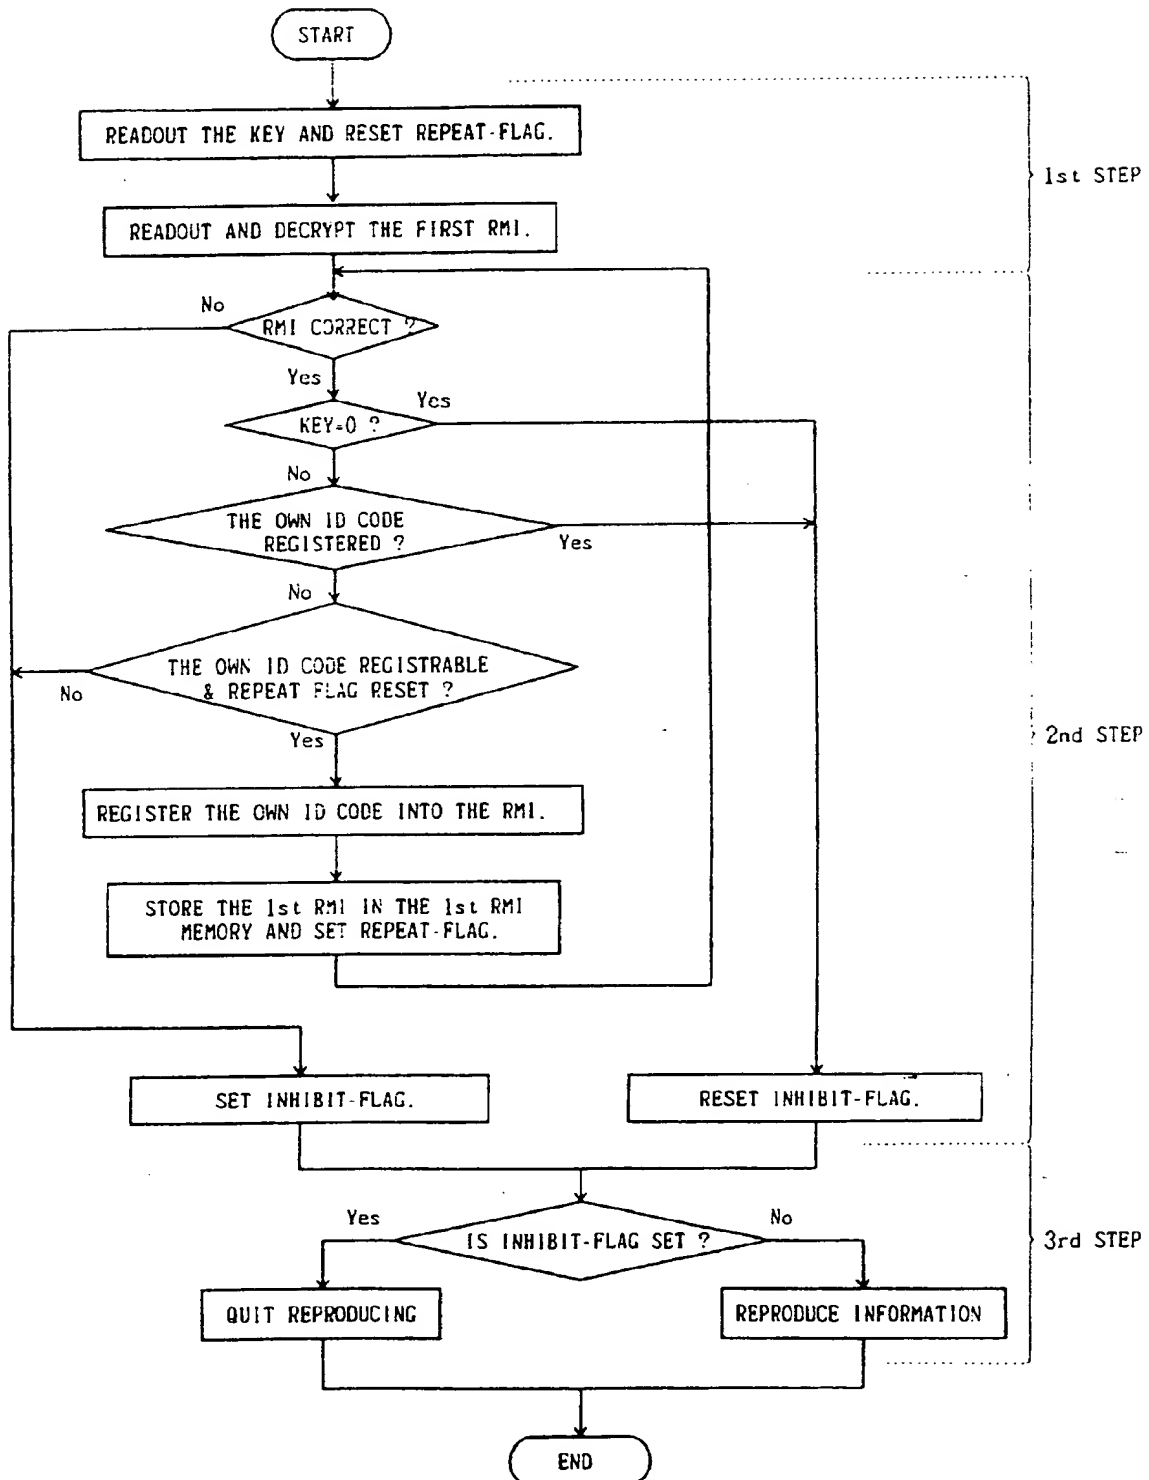 START
READOUT THE KEY AND RESET REPEAT-FLAG.
1st STEP
READOUT AND DECRYPT THE FIRST RMI.
No
RMI CORRECT ?
Yes
Yes
KEY=0 ?
No
THE OWN ID CODE
REGISTERED ?
Yes
No
THE OWN ID CODE REGISTRABLE
& REPEAT FLAG RESET ?
No
Yes
2nd STEP
REGISTER THE OWN ID CODE INTO THE RMI.
STORE THE 1st RMI IN THE 1st RMI
MEMORY AND SET REPEAT-FLAG.
SET INHIBIT-FLAG.
RESET INHIBIT-FLAG.
Yes
No
IS INHIBIT-FLAG SET ?
3rd STEP
QUIT REPRODUCING
REPRODUCE INFORMATION
END